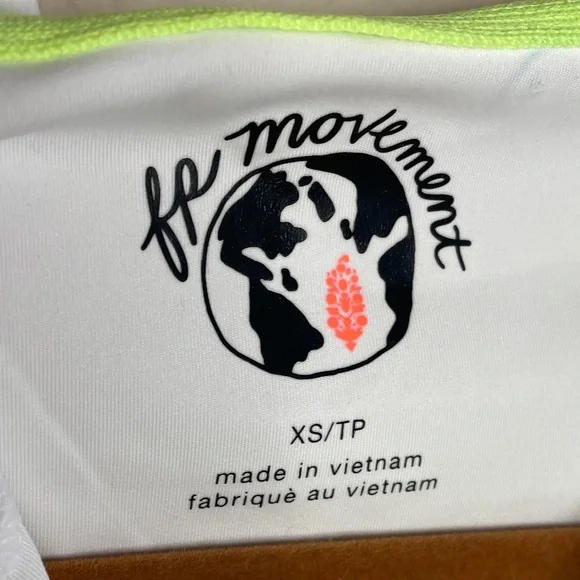 fp movement
XS/TP
made in vietnam
fabriquè au vietnam